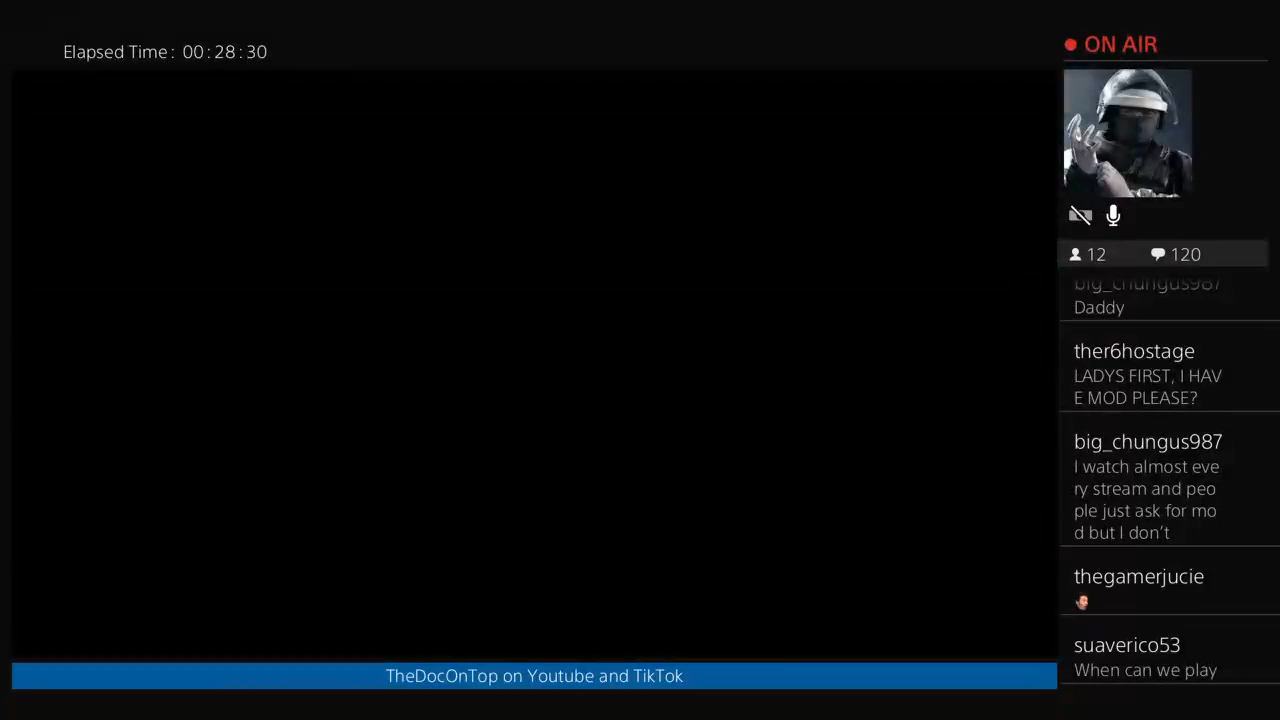 Elapsed Time: 00:28:30
ON AIR
12 120
big_chungus987
Daddy
ther6hostage
LADYS FIRST, I HAV
E MOD PLEASE?
big_chungus987
I watch almost eve
ry stream and peo
ple just ask for mo
d but I don't
thegamerjucie
suaverico53
When can we play
TheDocOnTop on Youtube and TikTok